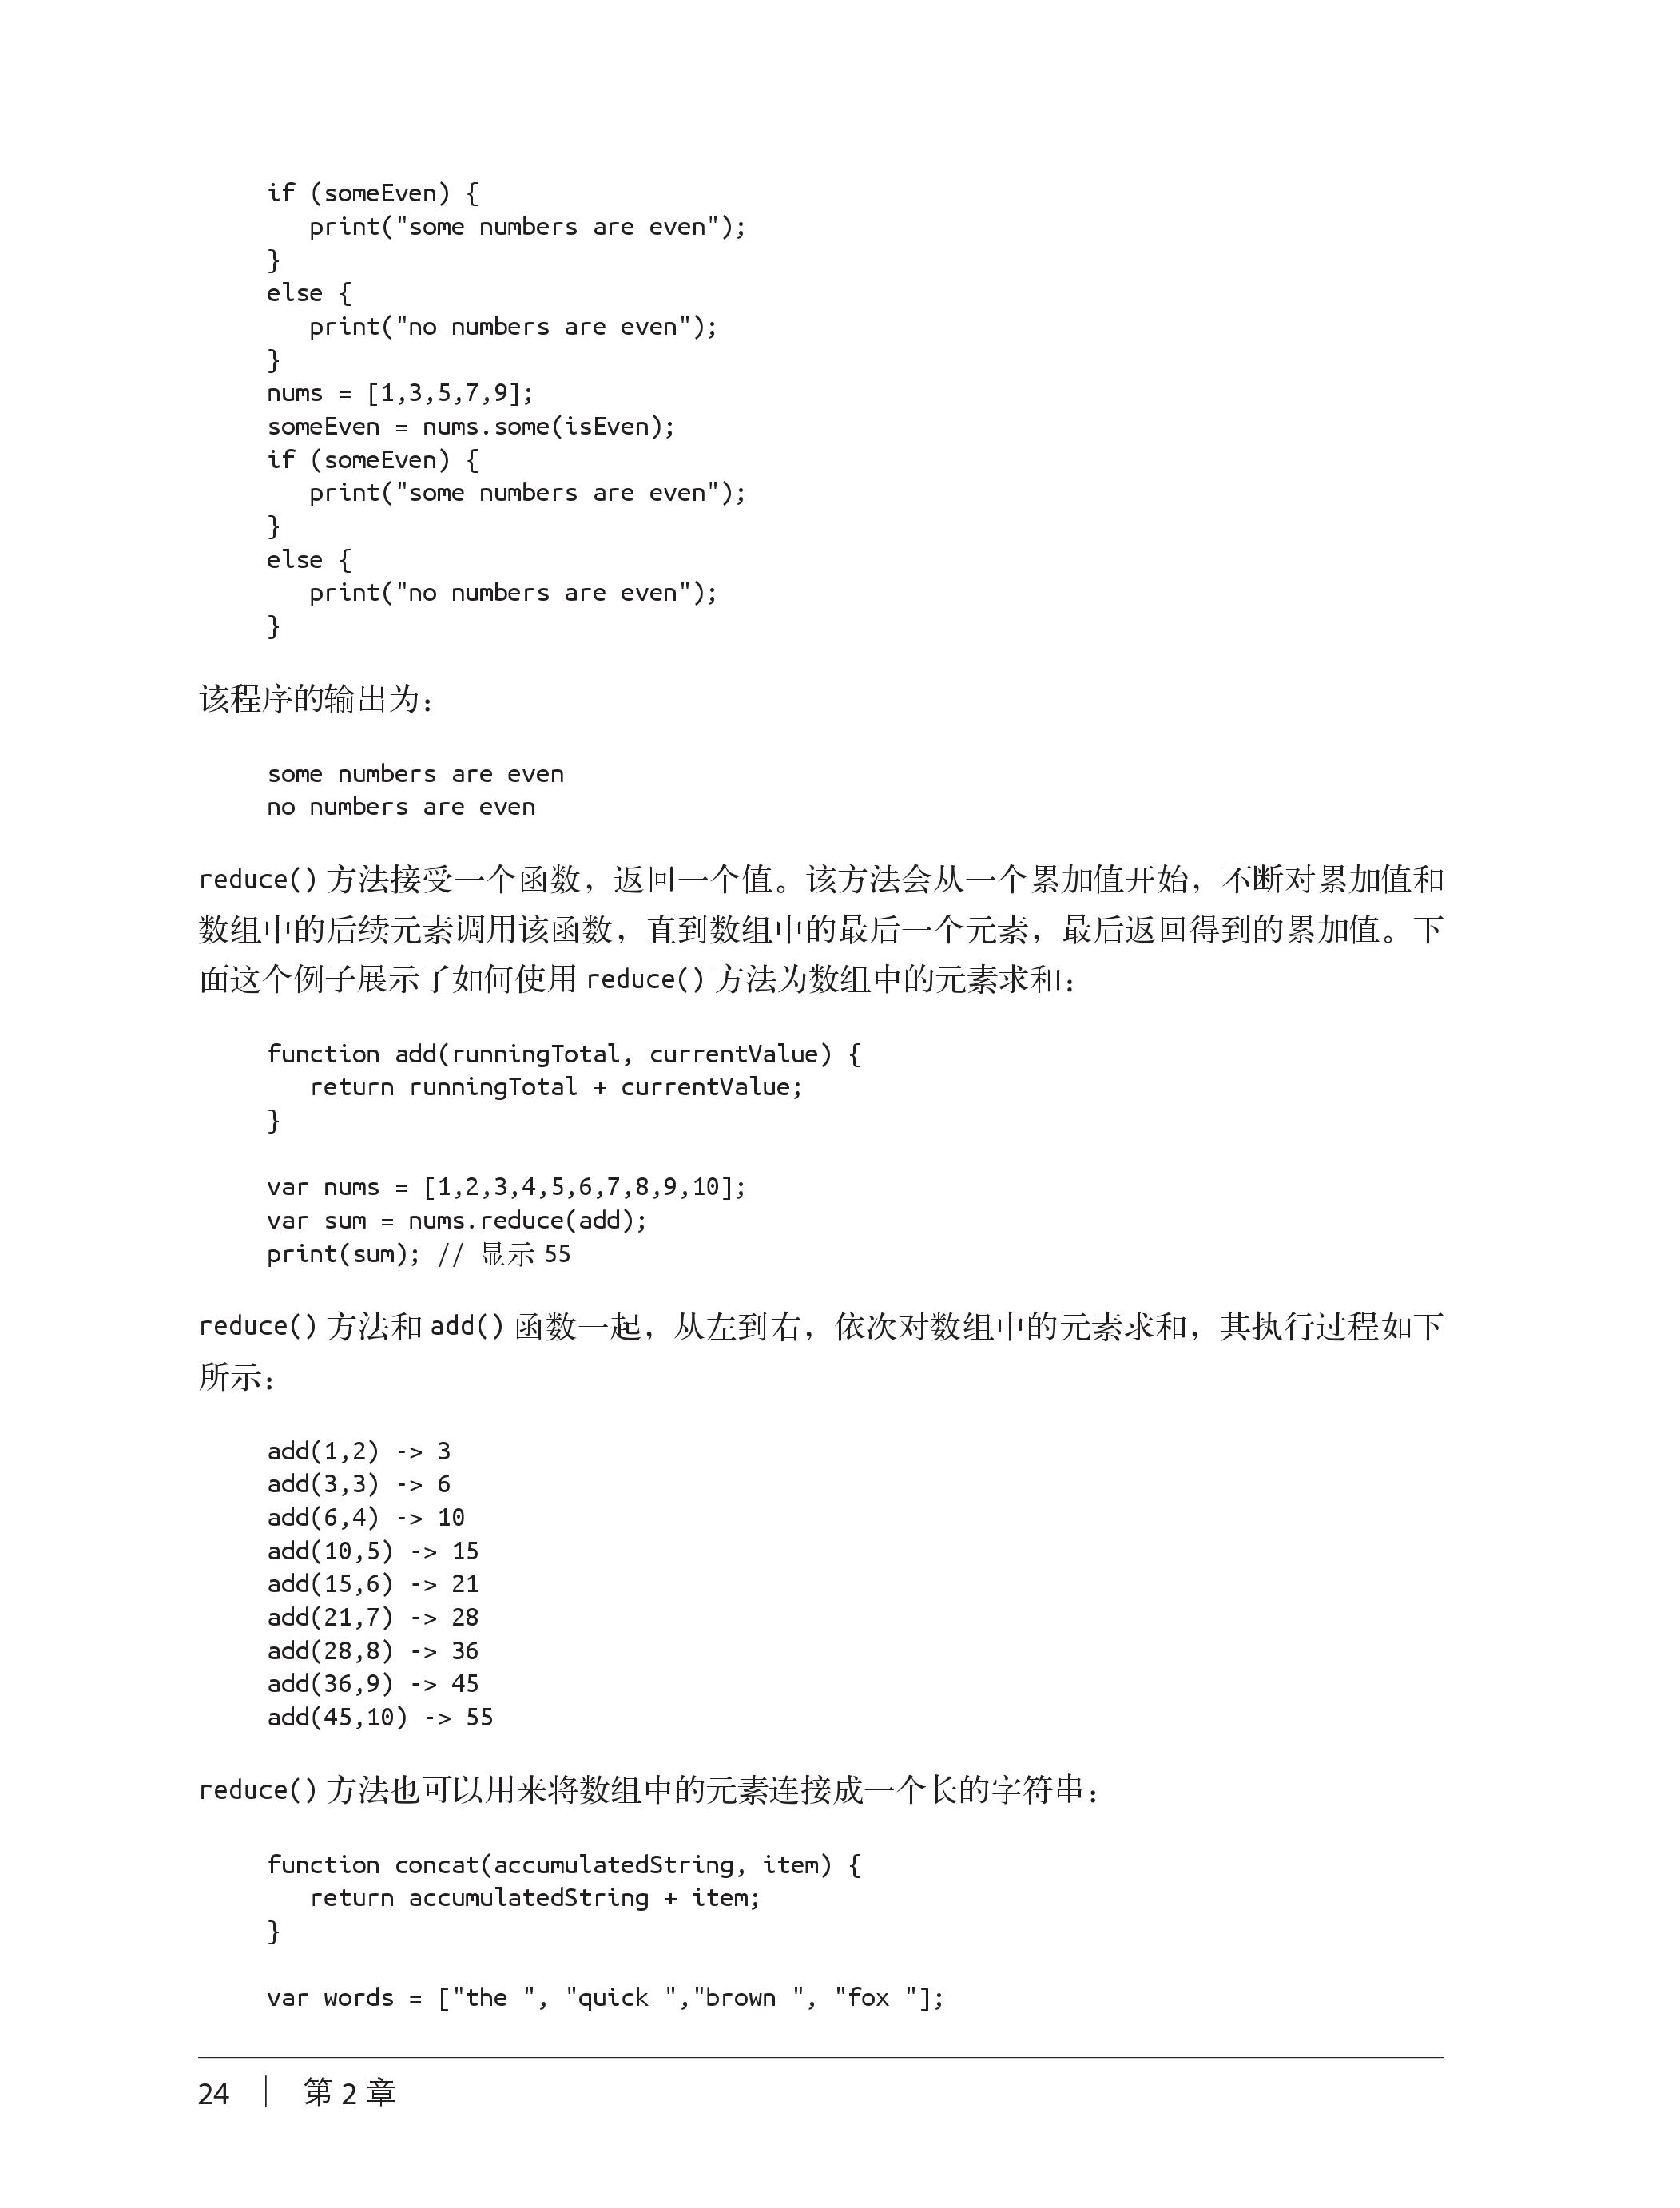 if (someEven) {
   print("some numbers are even");
}
else {
   print("no numbers are even");
}
nums = [1,3,5,7,9];
someEven = nums.some(isEven);
if (someEven) {
   print("some numbers are even");
}
else {
   print("no numbers are even");
}
该程序的输出为：
some numbers are even
no numbers are even
reduce() 方法接受一个函数，返回一个值。该方法会从一个累加值开始，不断对累加值和
数组中的后续元素调用该函数，直到数组中的最后一个元素，最后返回得到的累加值。下
面这个例子展示了如何使用 reduce() 方法为数组中的元素求和：
function add(runningTotal, currentValue) {
   return runningTotal + currentValue;
}
var nums = [1,2,3,4,5,6,7,8,9,10];
var sum = nums.reduce(add);
print(sum); // 显示 55
reduce() 方法和 add() 函数一起，从左到右，依次对数组中的元素求和，其执行过程如下
所示：
add(1,2) -> 3
add(3,3) -> 6
add(6,4) -> 10
add(10,5) -> 15
add(15,6) -> 21
add(21,7) -> 28
add(28,8) -> 36
add(36,9) -> 45
add(45,10) -> 55
reduce() 方法也可以用来将数组中的元素连接成一个长的字符串：
function concat(accumulatedString, item) {
   return accumulatedString + item;
}
var words = ["the ", "quick ","brown ", "fox "];
24 | 第 2 章